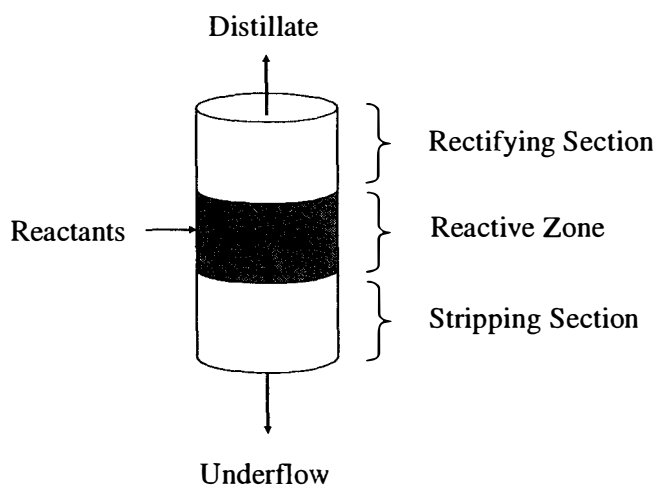 Distillate
Rectifying Section
Reactants
Reactive Zone
Stripping Section
Underflow